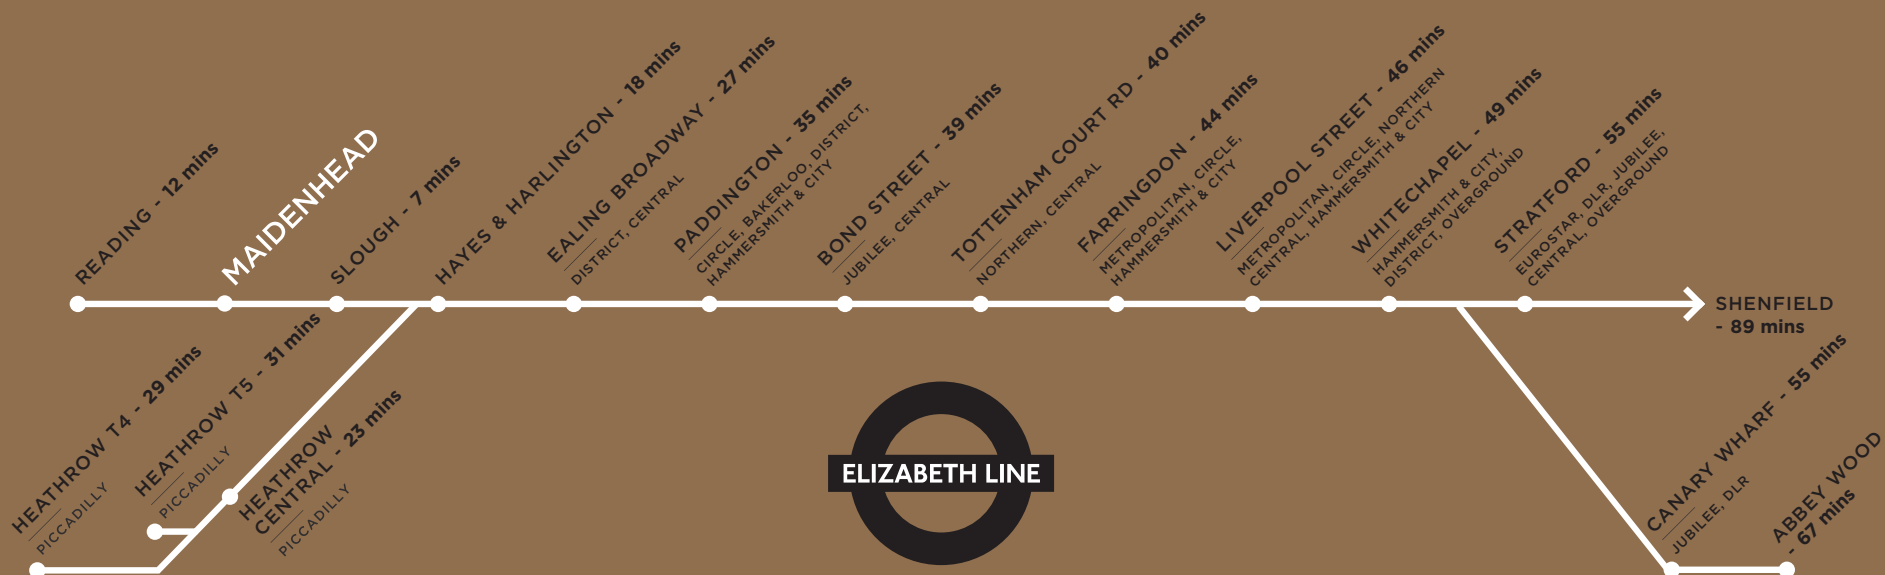 READING - 12 mins
MAIDENHEAD
SLOUGH - 7 mins
HAYES & HARLINGTON - 18 mins
EALING BROADWAY - 27 mins
DISTRICT, CENTRAL
PADDINGTON - 35 mins
CIRCLE, BAKERLOO, DISTRICT,
HAMMERSMITH & CITY
BOND STREET - 39 mins
JUBILEE, CENTRAL
TOTTENHAM COURT RD - 40 mins
NORTHERN, CENTRAL
FARRINGDON - 44 mins
METROPOLITAN, CIRCLE,
HAMMERSMITH & CITY
LIVERPOOL STREET - 46 mins
METROPOLITAN, CIRCLE, NORTHERN
CENTRAL, HAMMERSMITH & CITY
WHITECHAPEL - 49 mins
HAMMERSMITH & CITY,
DISTRICT, OVERGROUND
STRATFORD - 55 mins
EUROSTAR, DLR, JUBILEE,
CENTRAL, OVERGROUND
SHENFIELD
- 89 mins
HEATHROW T4 - 29 mins
PICCADILLY
HEATHROW T5 - 31 mins
PICCADILLY
HEATHROW
CENTRAL - 23 mins
PICCADILLY
ELIZABETH LINE
CANARY WHARF - 55 mins
JUBILEE, DLR
ABBEY WOOD
- 67 mins